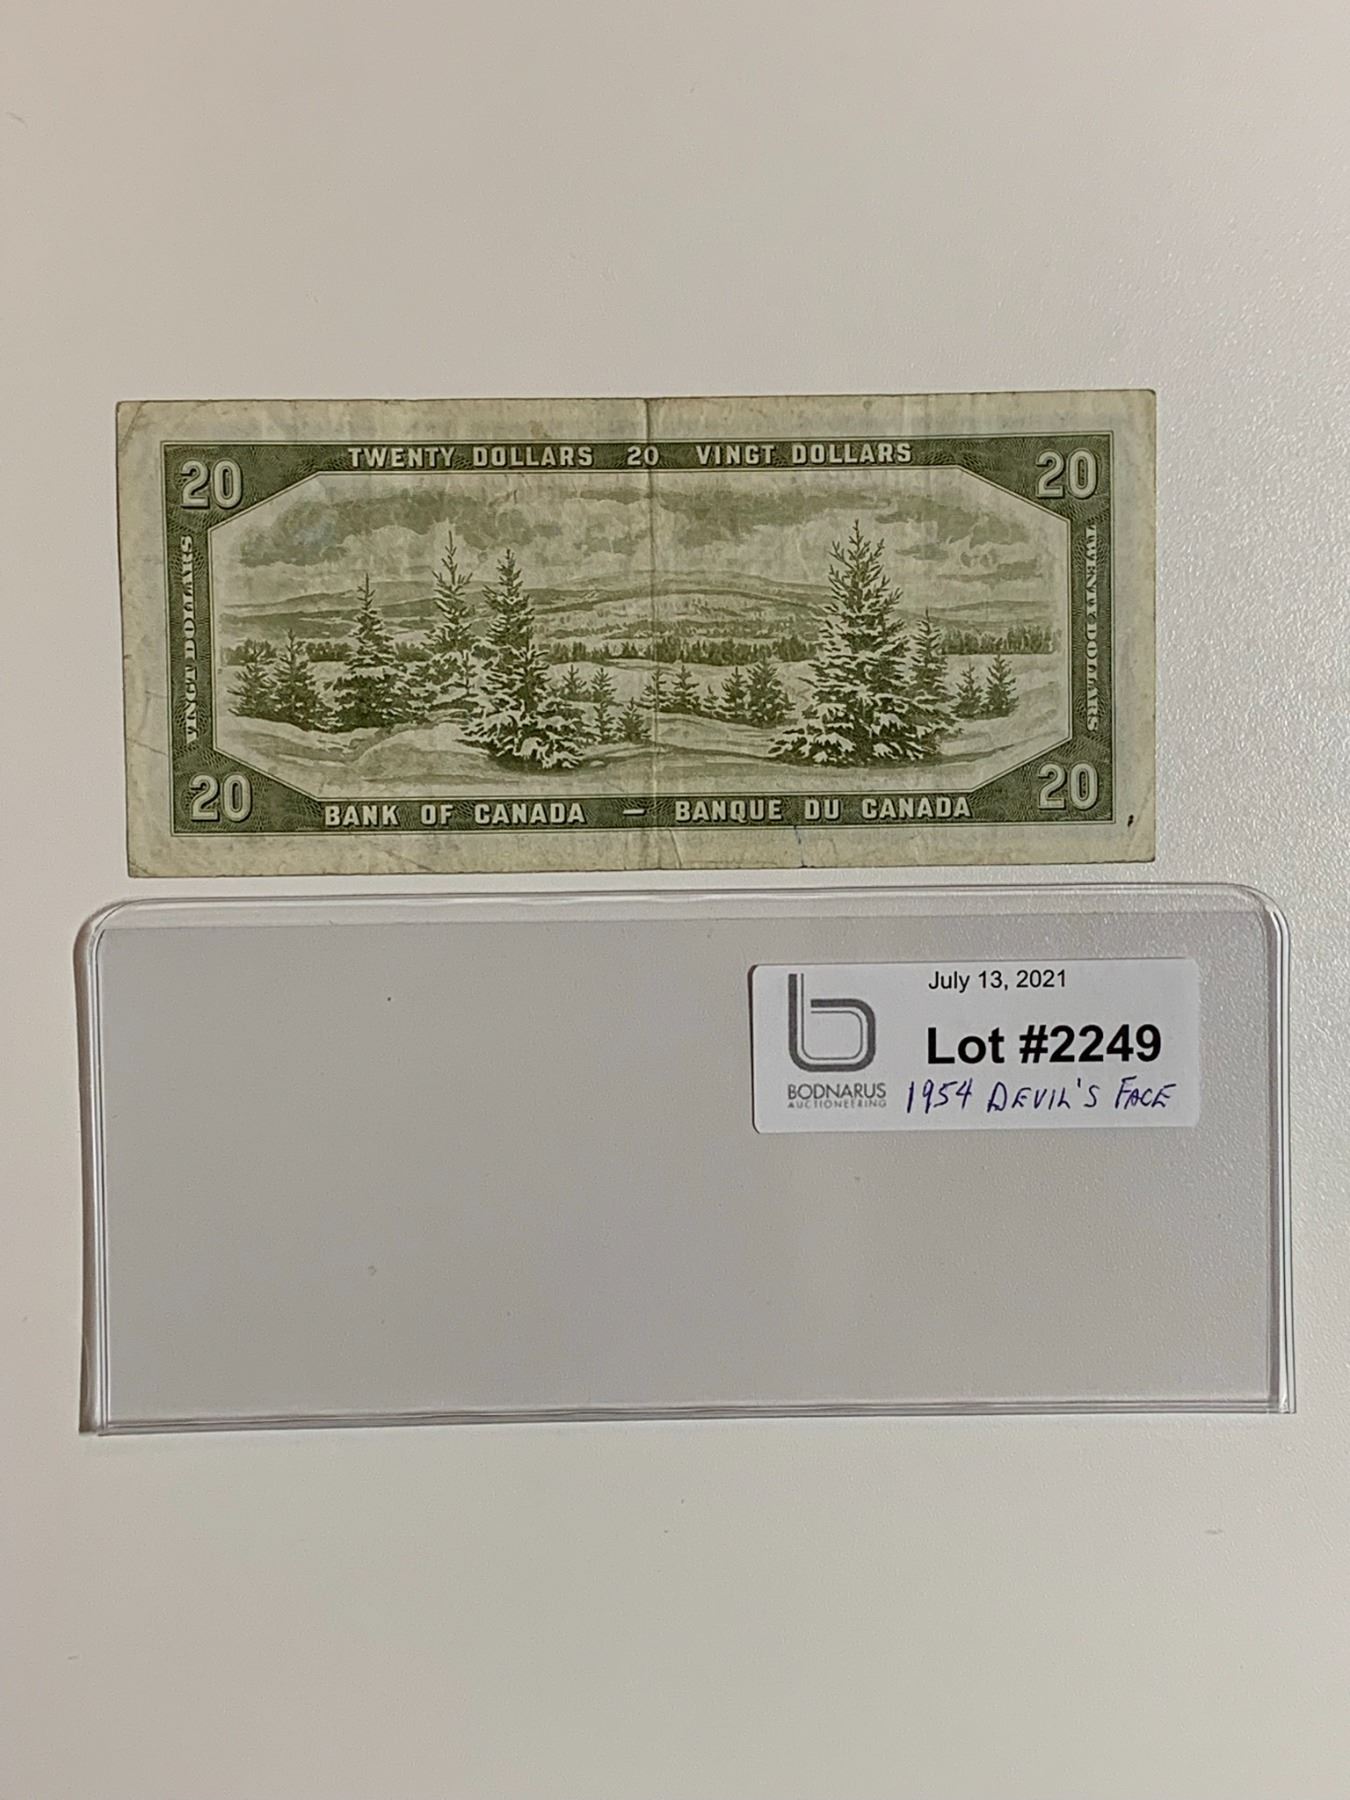 TWENTY DOLLARS 20 VINGT DOLLARS
20
20
VINGT DOLLARS
TWENTY DOLLARS
20
20
BANK OF CANADA — BANQUE DU CANADA
July 13, 2021
Lot #2249
b
BODNARUS
AUCTIONEERING
1954 DEVIL'S FACE